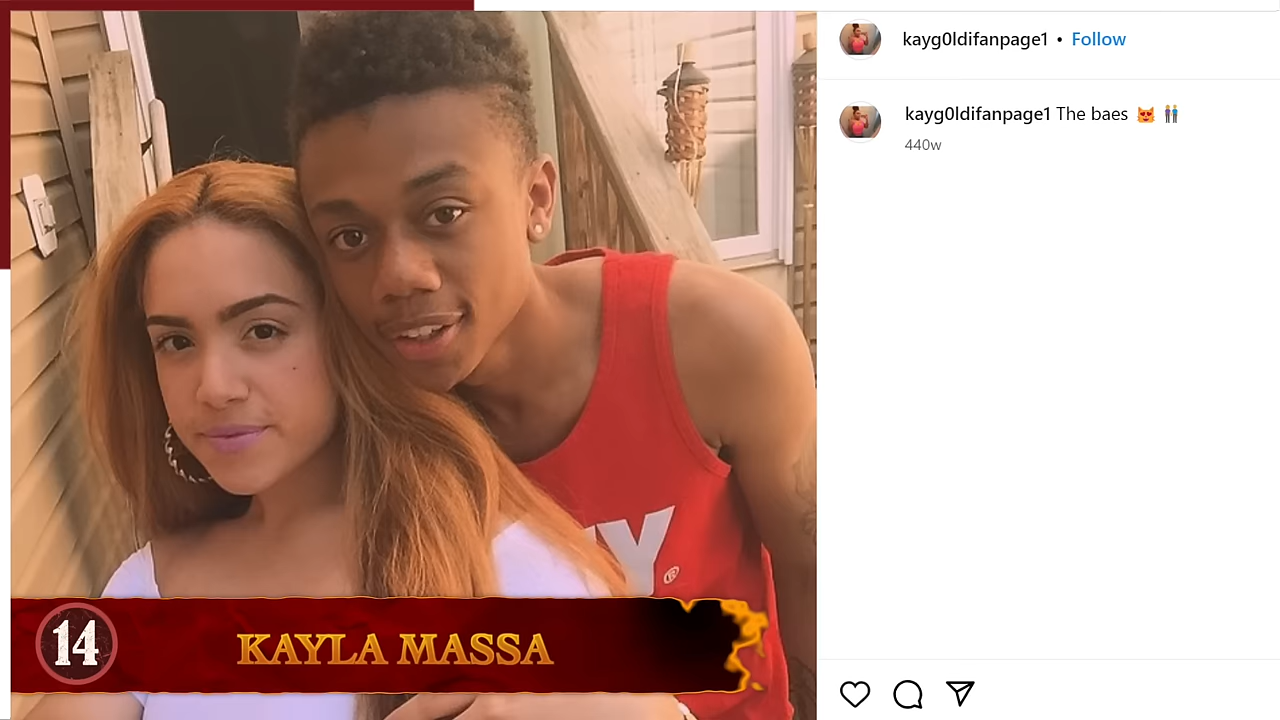 kayg0ldifanpage1 • Follow
kayg0ldifanpage1 The baes 😻 👬
440w
Y®
14
KAYLA MASSA